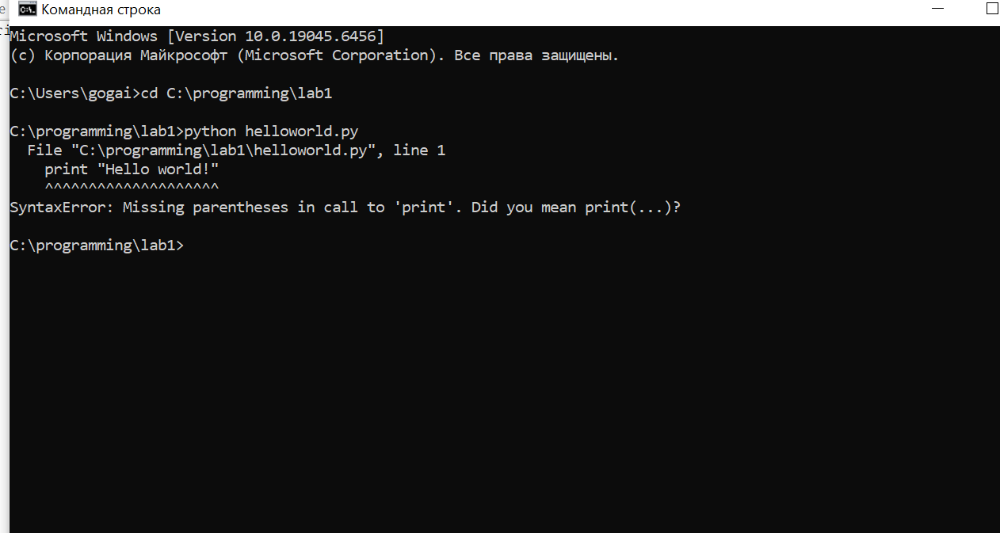 Командная строка
Microsoft Windows [Version 10.0.19045.6456]
(c) Корпорация Майкрософт (Microsoft Corporation). Все права защищены.
C:\Users\gogai>cd C:\programming\lab1
C:\programming\lab1>python helloworld.py
  File "C:\programming\lab1\helloworld.py", line 1
    print "Hello world!"
    ^^^^^^^^^^^^^^^^^^^^
SyntaxError: Missing parentheses in call to 'print'. Did you mean print(...)?
C:\programming\lab1>